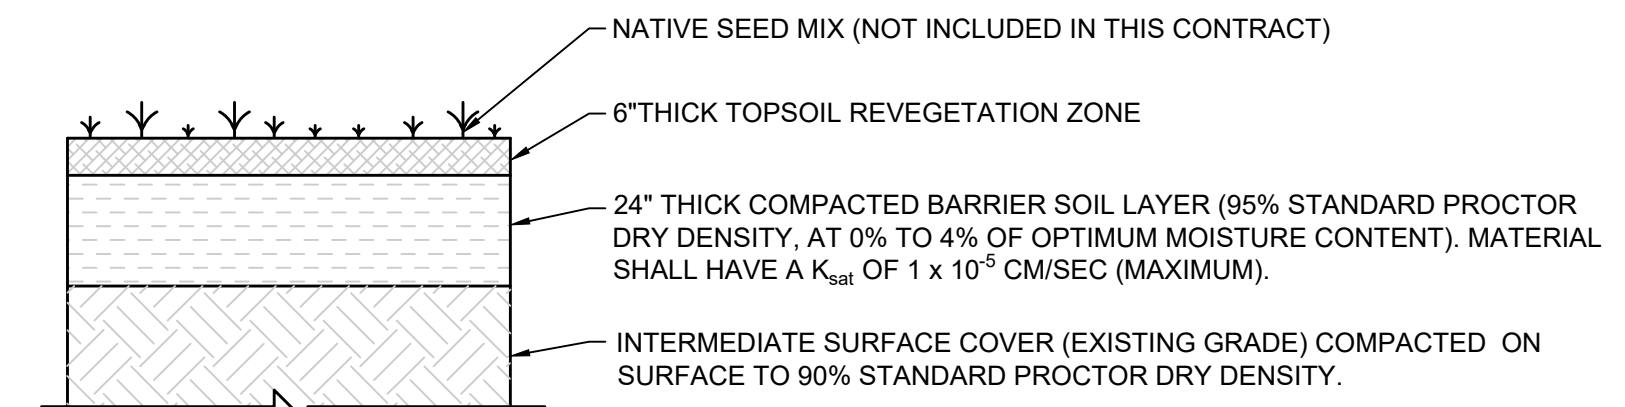 NATIVE SEED MIX (NOT INCLUDED IN THIS CONTRACT)
6"THICK TOPSOIL REVEGETATION ZONE
24" THICK COMPACTED BARRIER SOIL LAYER (95% STANDARD PROCTOR
DRY DENSITY, AT 0% TO 4% OF OPTIMUM MOISTURE CONTENT). MATERIAL
SHALL HAVE A Ksat OF 1 x 10-5 CM/SEC (MAXIMUM).
INTERMEDIATE SURFACE COVER (EXISTING GRADE) COMPACTED ON
SURFACE TO 90% STANDARD PROCTOR DRY DENSITY.